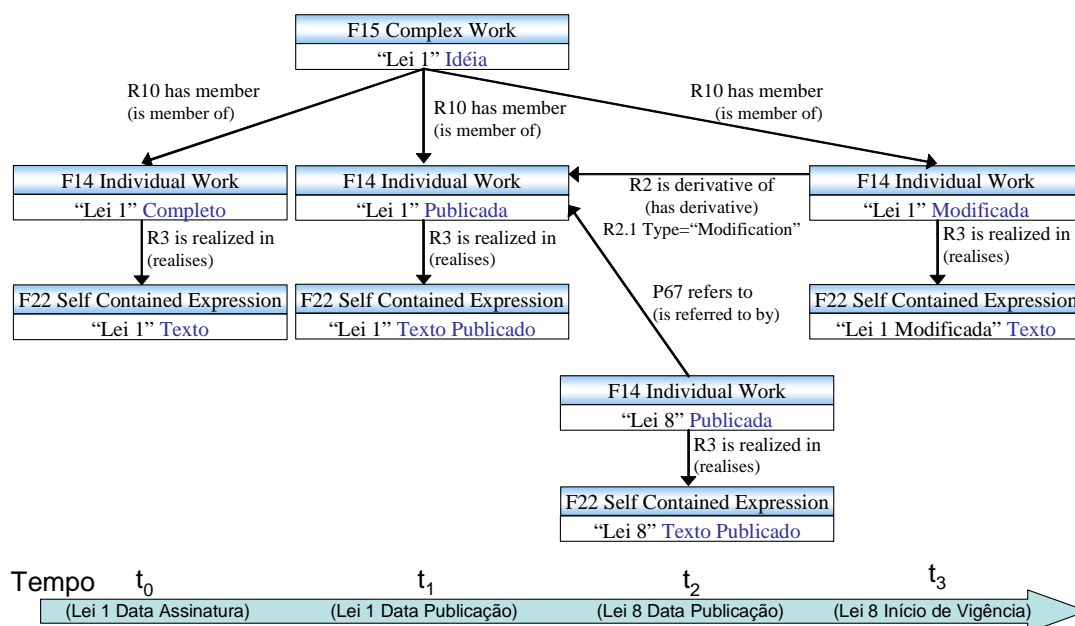 F15 Complex Work
“Lei 1” Idéia
R10 has member
(is member of)
R10 has member
(is member of)
R10 has member
(is member of)
F14 Individual Work
“Lei 1” Completo
F14 Individual Work
“Lei 1” Publicada
R2 is derivative of
(has derivative)
R2.1 Type=“Modification”
F14 Individual Work
“Lei 1” Modificada
R3 is realized in
(realises)
R3 is realized in
(realises)
R3 is realized in
(realises)
F22 Self Contained Expression
“Lei 1” Texto
F22 Self Contained Expression
“Lei 1” Texto Publicado
P67 refers to
(is referred to by)
F22 Self Contained Expression
“Lei 1 Modificada” Texto
F14 Individual Work
“Lei 8” Publicada
R3 is realized in
(realises)
F22 Self Contained Expression
“Lei 8” Texto Publicado
Tempo
t0
t1
t2
t3
(Lei 1 Data Assinatura)
(Lei 1 Data Publicação)
(Lei 8 Data Publicação)
(Lei 8 Início de Vigência)